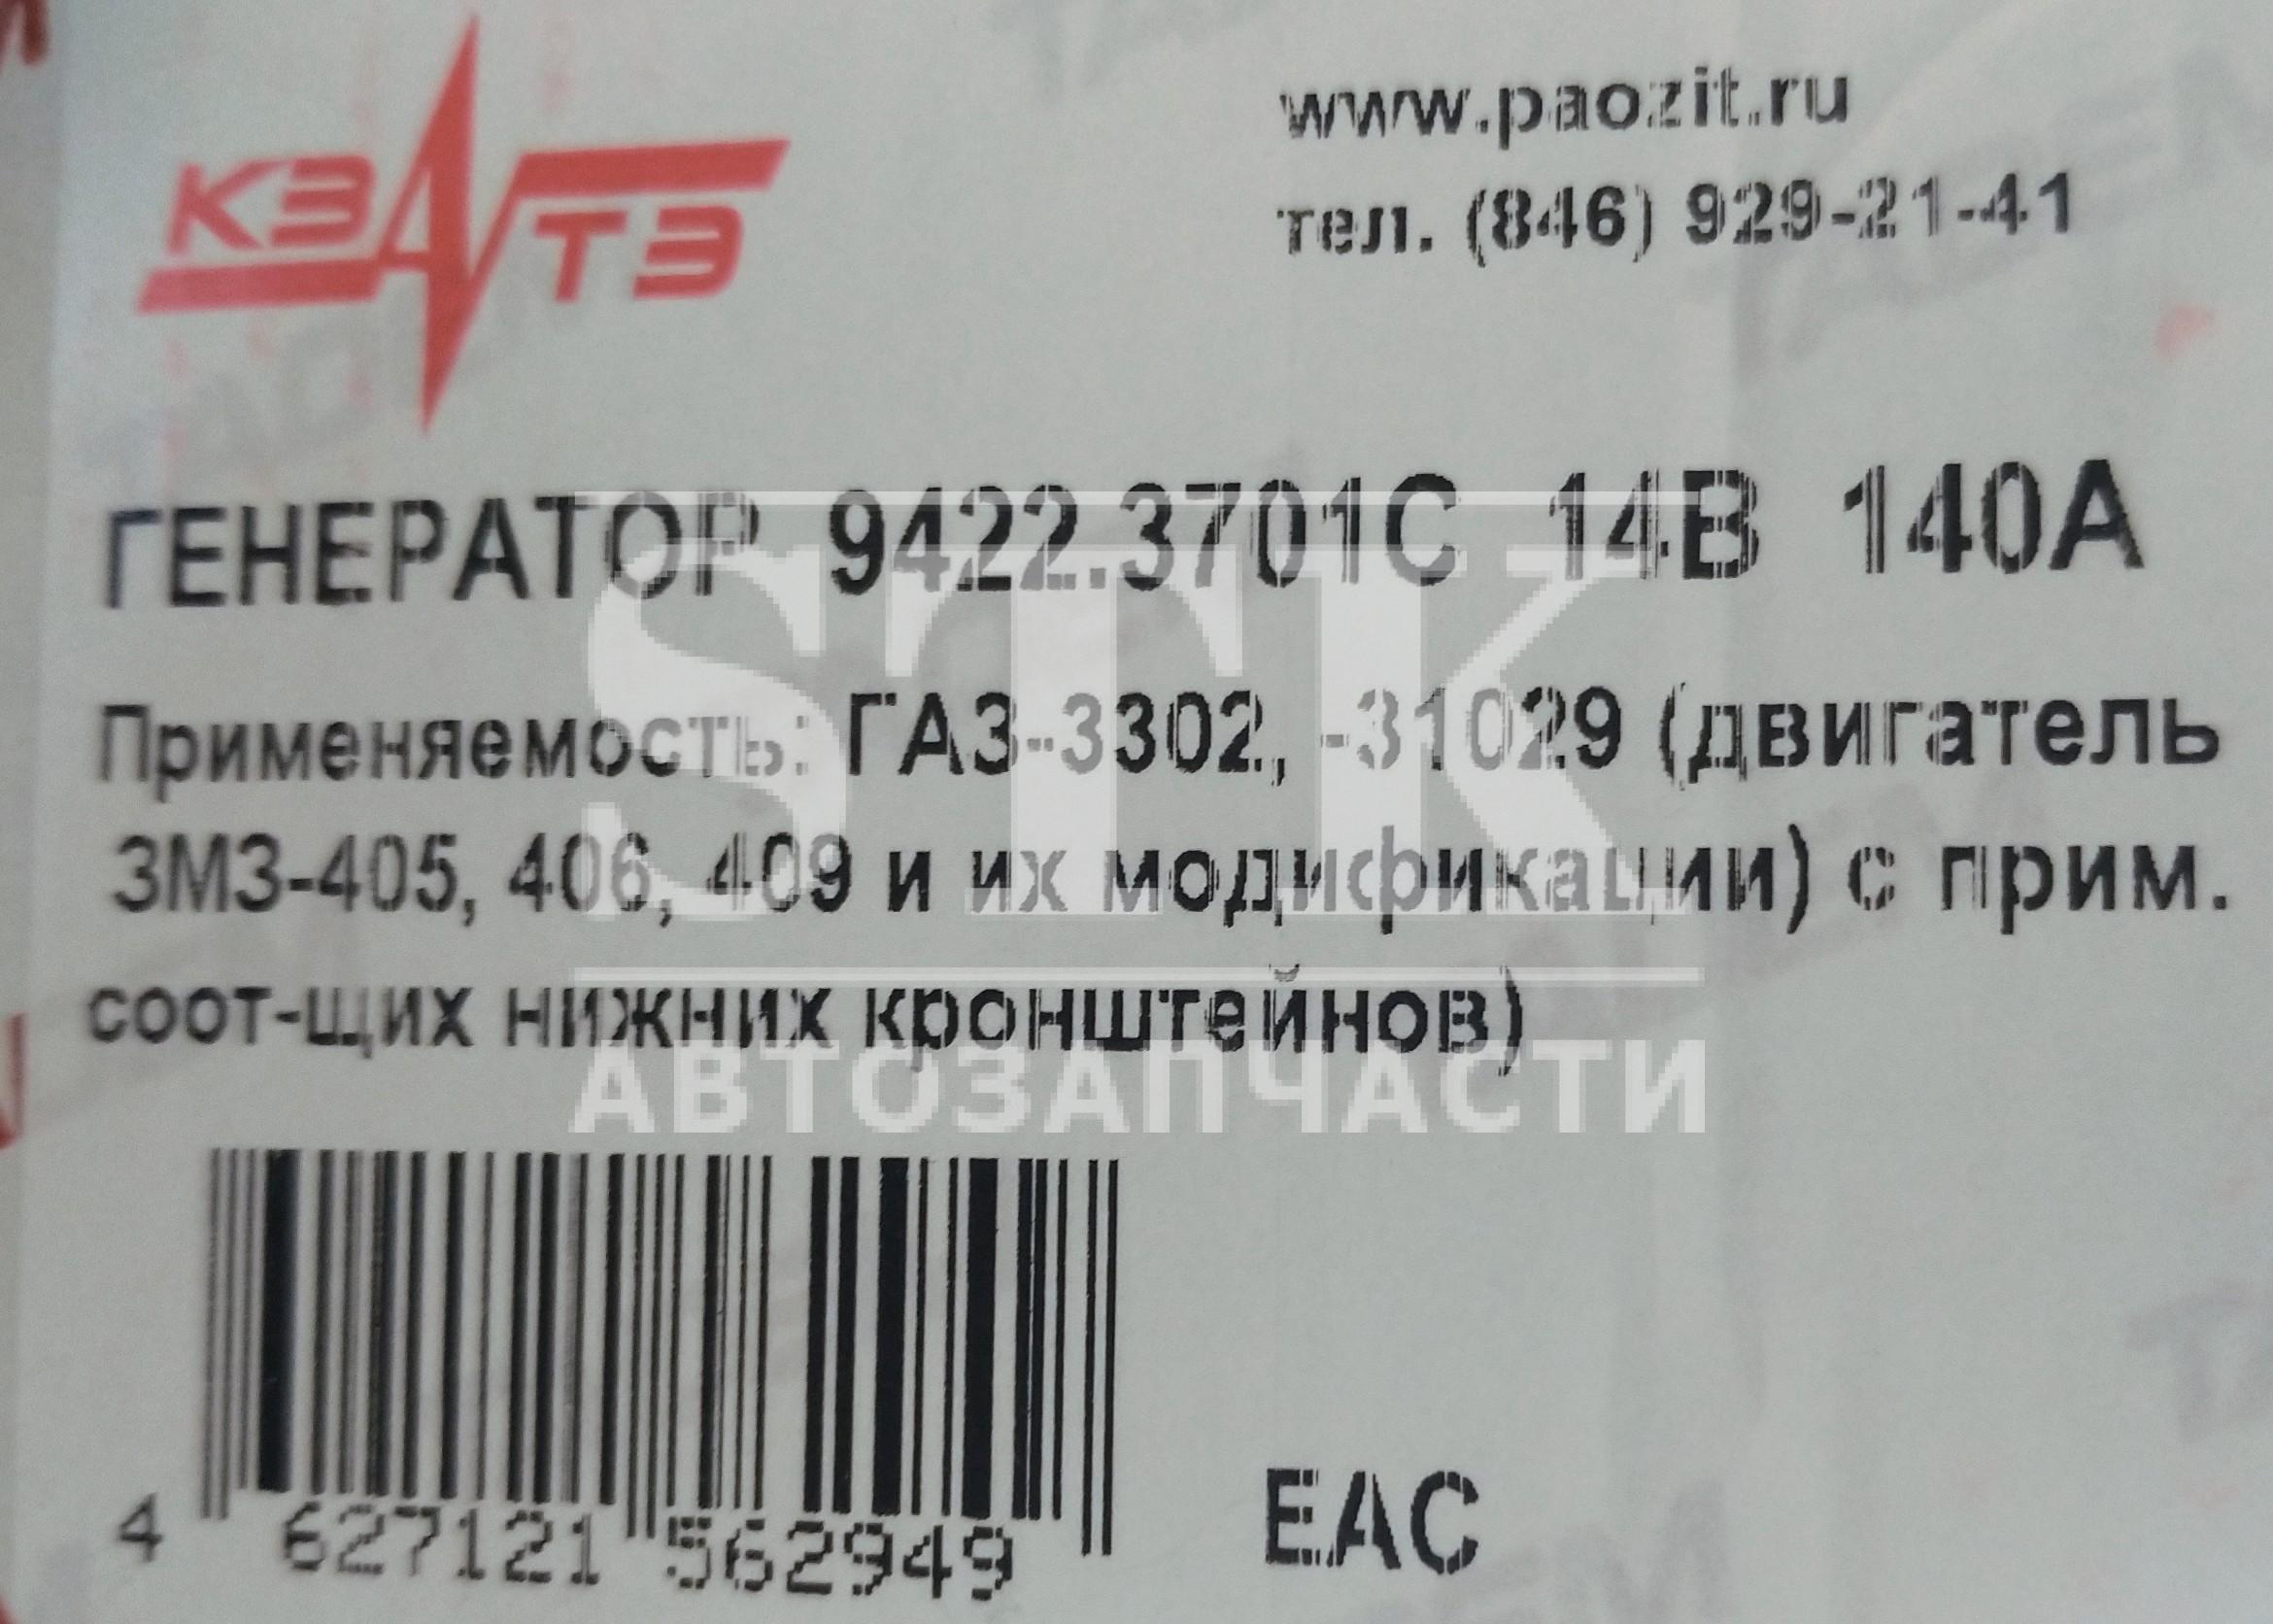 КЗАТЭ
www.paozit.ru
тел. (846) 929-21-41
ГЕНЕРАТОР 9422.3701С 14В 140А
Применяемость: ГАЗ-3302, -31029 (двигатель
ЗМЗ-405, 406, 409 и их модификации) с прим.
соот-щих нижних кронштейнов)
STK
АВТОЗАПЧАСТИ
4 627121 562949
ЕАС